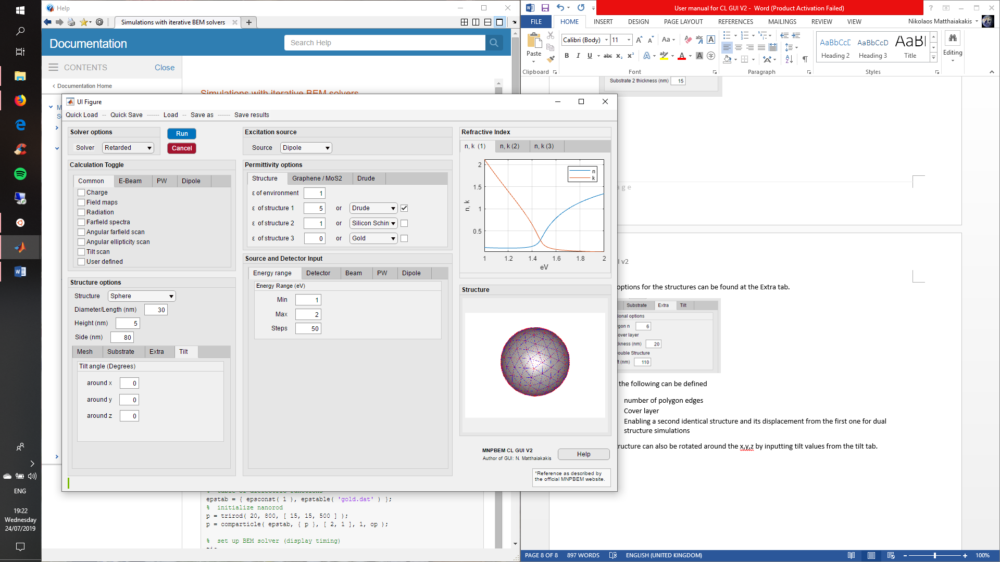 Help
Simulations with iterative BEM solvers
Documentation
Search Help
CONTENTS
Close
Documentation Home
Simulations with iterative BEM solvers
UI Figure
Quick Load -- Quick Save ------ Load -- Save as ------ Save results
Solver options
Solver Retarded
Run
Cancel
Calculation Toggle
Common E-Beam PW Dipole
Charge
Field maps
Radiation
Farfield spectra
Angular farfield scan
Angular ellipticity scan
Tilt scan
User defined
Structure options
Structure Sphere
Diameter/Length (nm) 30
Height (nm) 5
Side (nm) 80
Mesh Substrate Extra Tilt
Tilt angle (Degrees)
around x 0
around y 0
around z 0
Excitation source
Source Dipole
Permittivity options
Structure Graphene / MoS2 Drude
ε of environment 1
ε of structure 1 5 or Drude
ε of structure 2 1 or Silicon Schin
ε of structure 3 0 or Gold
Source and Detector Input
Energy range Detector Beam PW Dipole
Energy Range (eV)
Min 1
Max 2
Steps 50
Refractive Index
n, k (1) n, k (2) n, k (3)
n
k
2
1.5
1
0.5
n, k
1 1.2 1.4 1.6 1.8 2
eV
Structure
MNPBEM CL GUI V2
Author of GUI: N. Matthaiakakis
Help
*Reference as described by
the official MNPBEM website.
% table of dielectric functions
epstab = { epsconst( 1 ), epstable( 'gold.dat' ) };
% initialize nanorod
p = trirod( 20, 800, [ 15, 15, 500 ] );
p = comparticle( epstab, { p }, [ 2, 1 ], 1, op );
% set up BEM solver (display timing)
User manual for CL GUI V2 - Word (Product Activation Failed)
FILE HOME INSERT DESIGN PAGE LAYOUT REFERENCES MAILINGS REVIEW VIEW
Nikolaos Matthaiakakis
Paste
Calibri (Body) 11
AaBbCcD AaBbCcD AaBl
Heading 2 Heading 3 Title
Editing
Clipboard Font Paragraph Styles
Substrate 2 thickness (nm) 15
a g e
I v2
options for the structures can be found at the Extra tab.
Substrate Extra Tilt
ional options
gon n 6
over layer
kness (nm) 20
ouble Structure
t (nm) 110
the following can be defined
number of polygon edges
Cover layer
Enabling a second identical structure and its displacement from the first one for dual
structure simulations
ructure can also be rotated around the x,y,z by inputting tilt values from the tilt tab.
PAGE 8 OF 8 897 WORDS ENGLISH (UNITED KINGDOM) 100%
ENG
19:22
Wednesday
24/07/2019